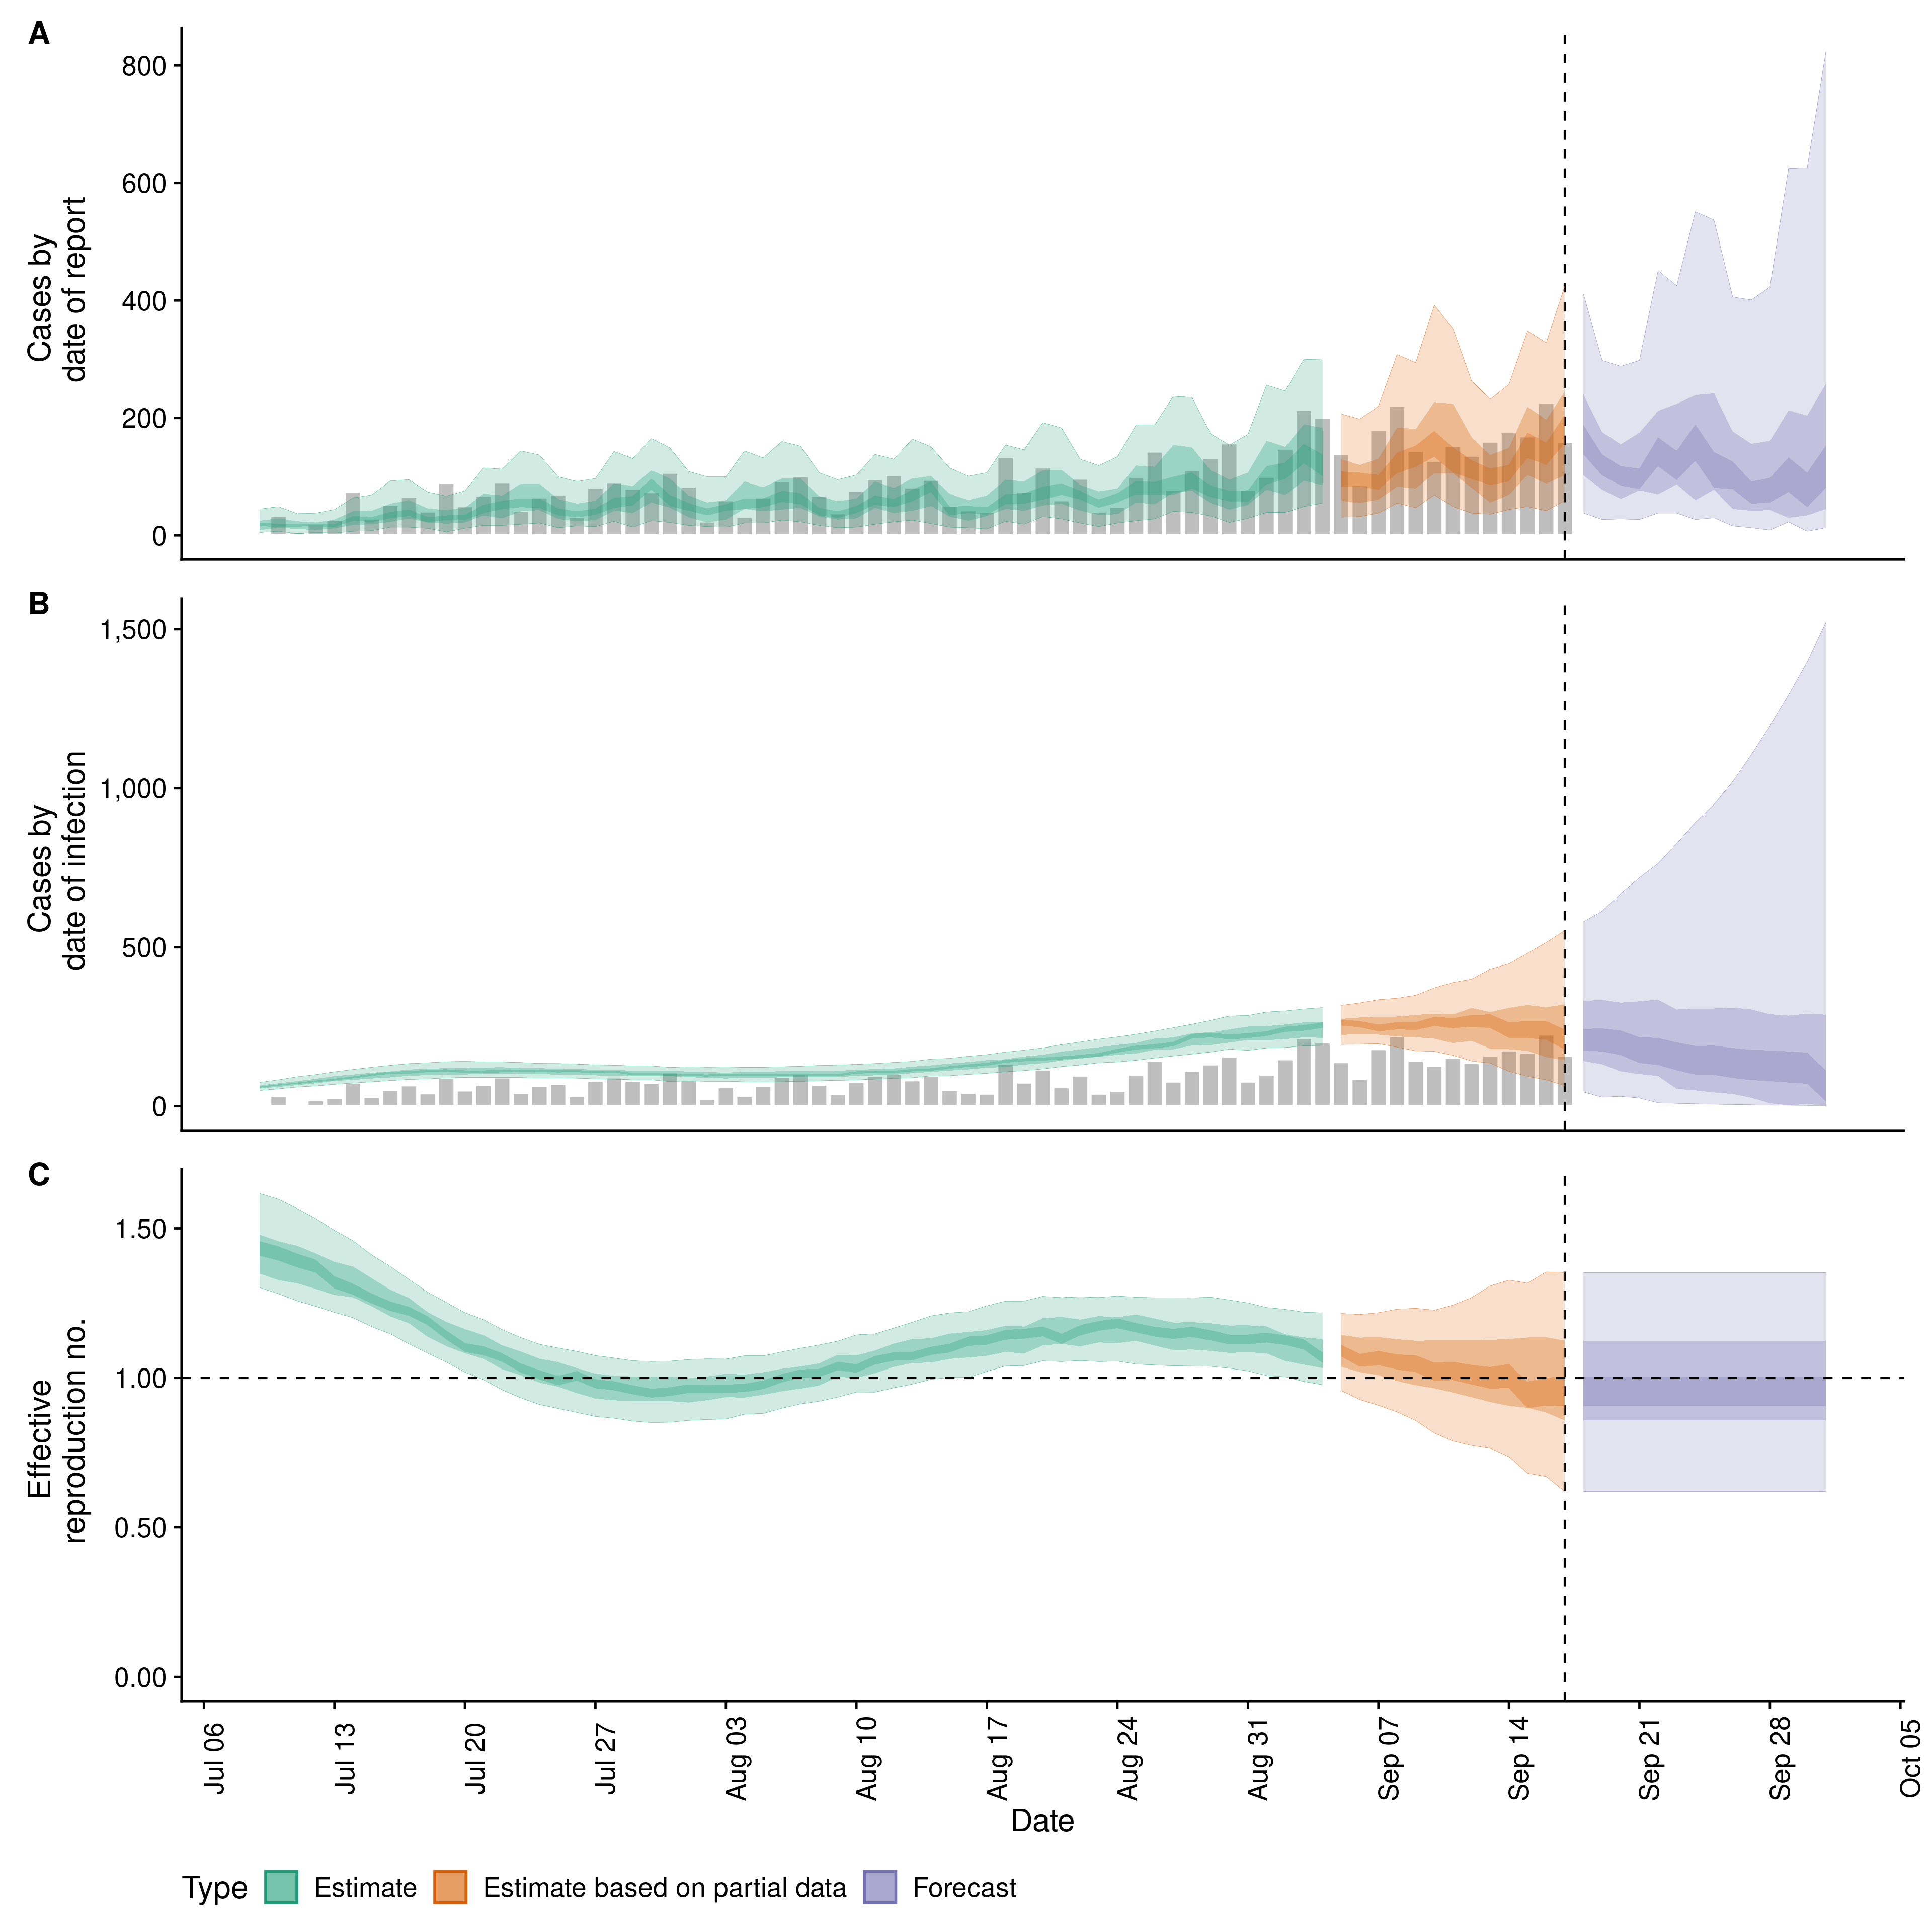 A
800
600
400
200
0
Cases by
date of report
B
1,500
1,000
500
0
Cases by
date of infection
C
1.50
1.00
0.50
0.00
Effective
reproduction no.
Jul 06
Jul 13
Jul 20
Jul 27
Aug 03
Aug 10
Aug 17
Aug 24
Aug 31
Sep 07
Sep 14
Sep 21
Sep 28
Oct 05
Date
Type Estimate Estimate based on partial data Forecast